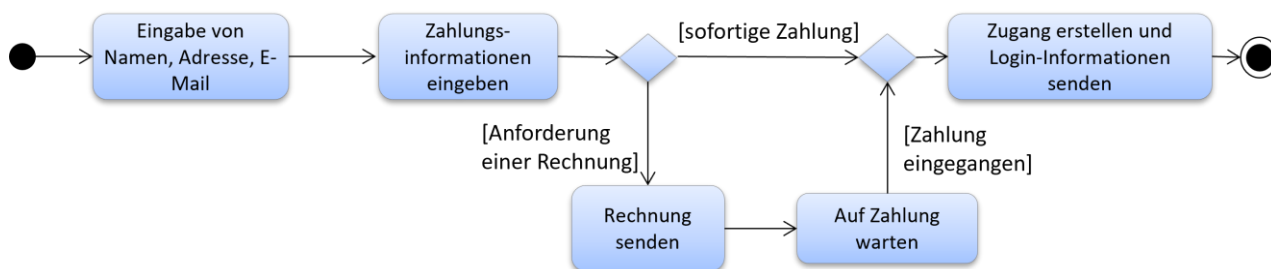 Eingabe von
Namen, Adresse, E-
Mail
Zahlungs-
informationen
eingeben
[sofortige Zahlung]
Zugang erstellen und
Login-Informationen
senden
[Anforderung
einer Rechnung]
[Zahlung
eingegangen]
Rechnung
senden
Auf Zahlung
warten